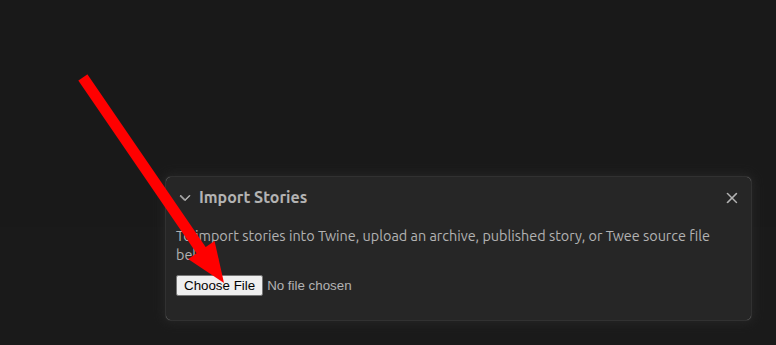 Import Stories
To import stories into Twine, upload an archive, published story, or Twee source file
Choose File No file chosen